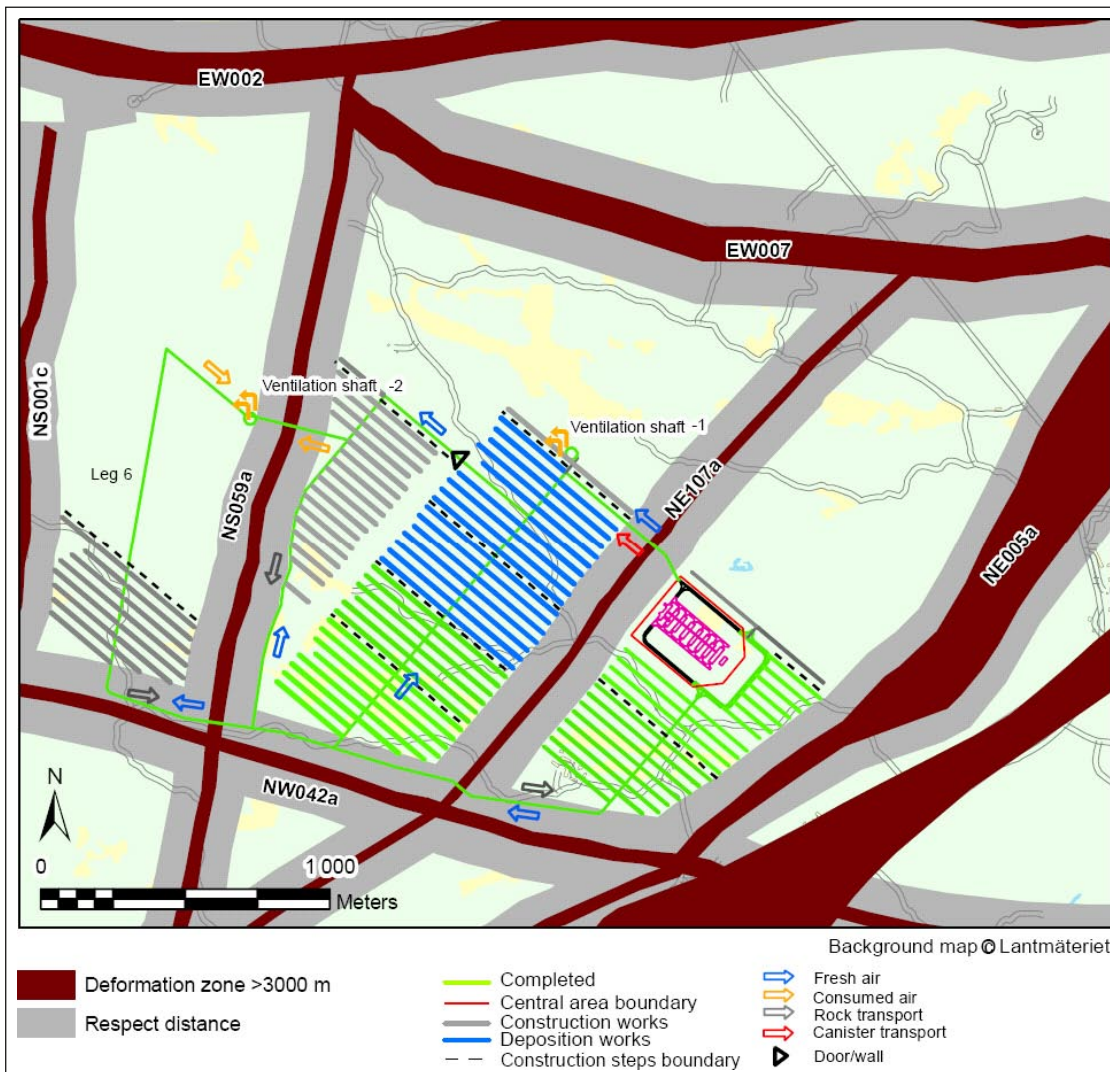 EW002
EW007
NS001c
Ventilation shaft -2
Ventilation shaft -1
Leg 6
NS059a
NE107a
NE005a
N
NW042a
0 1 000
Meters
Background map © Lantmäteriet
Deformation zone >3000 m
Respect distance
Completed
Central area boundary
Construction works
Deposition works
Construction steps boundary
Fresh air
Consumed air
Rock transport
Canister transport
Door/wall